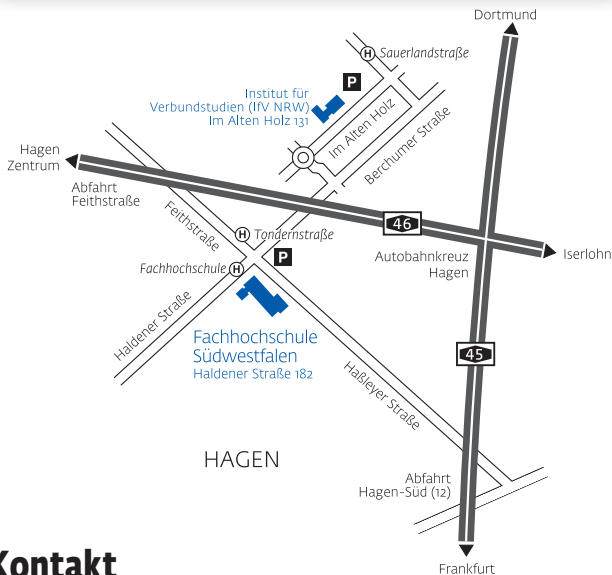 Dortmund
H Sauerlandstraße
P
Institut für
Verbundstudien (IfV NRW)
Im Alten Holz 131
Im Alten Holz
Berchumer Straße
Hagen
Zentrum
Abfahrt
Feithstraße
Feithstraße
H Tondernstraße
46
Iserlohn
Autobahnkreuz
Hagen
P
Fachhochschule H
Haldener Straße
Fachhochschule
Südwestfalen
Haldener Straße 182
45
Haßleyer Straße
HAGEN
Abfahrt
Hagen-Süd (12)
Kontakt
Frankfurt